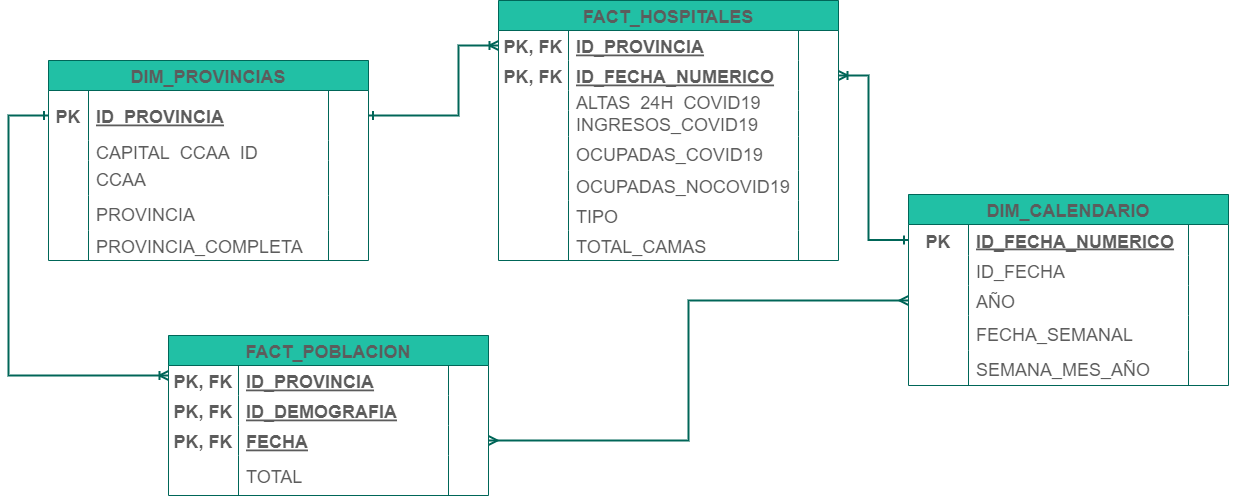 FACT_HOSPITALES
PK, FK ID_PROVINCIA
PK, FK ID_FECHA_NUMERICO
ALTAS_24H_COVID19
INGRESOS_COVID19
OCUPADAS_COVID19
OCUPADAS_NOCOVID19
TIPO
TOTAL_CAMAS
DIM_PROVINCIAS
PK ID_PROVINCIA
CAPITAL_CCAA_ID
CCAA
PROVINCIA
PROVINCIA_COMPLETA
DIM_CALENDARIO
PK ID_FECHA_NUMERICO
ID_FECHA
AÑO
FECHA_SEMANAL
SEMANA_MES_AÑO
FACT_POBLACION
PK, FK ID_PROVINCIA
PK, FK ID_DEMOGRAFIA
PK, FK FECHA
TOTAL